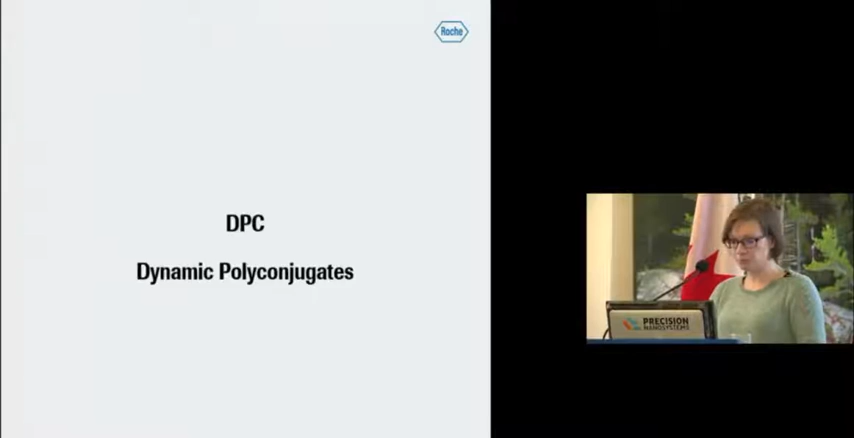 Roche
DPC
Dynamic Polyconjugates
PRECISION
NANOSYSTEMS